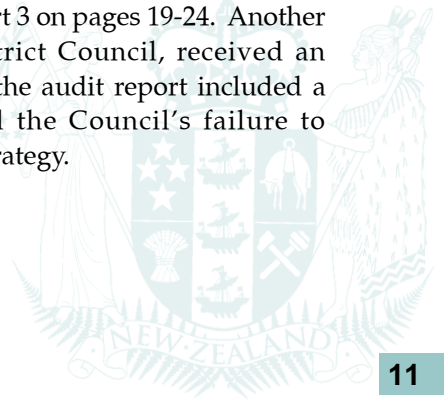 rt 3 on pages 19-24. Another
trict Council, received an
the audit report included a
l the Council’s failure to
rategy.
NEW·ZEALAND
11